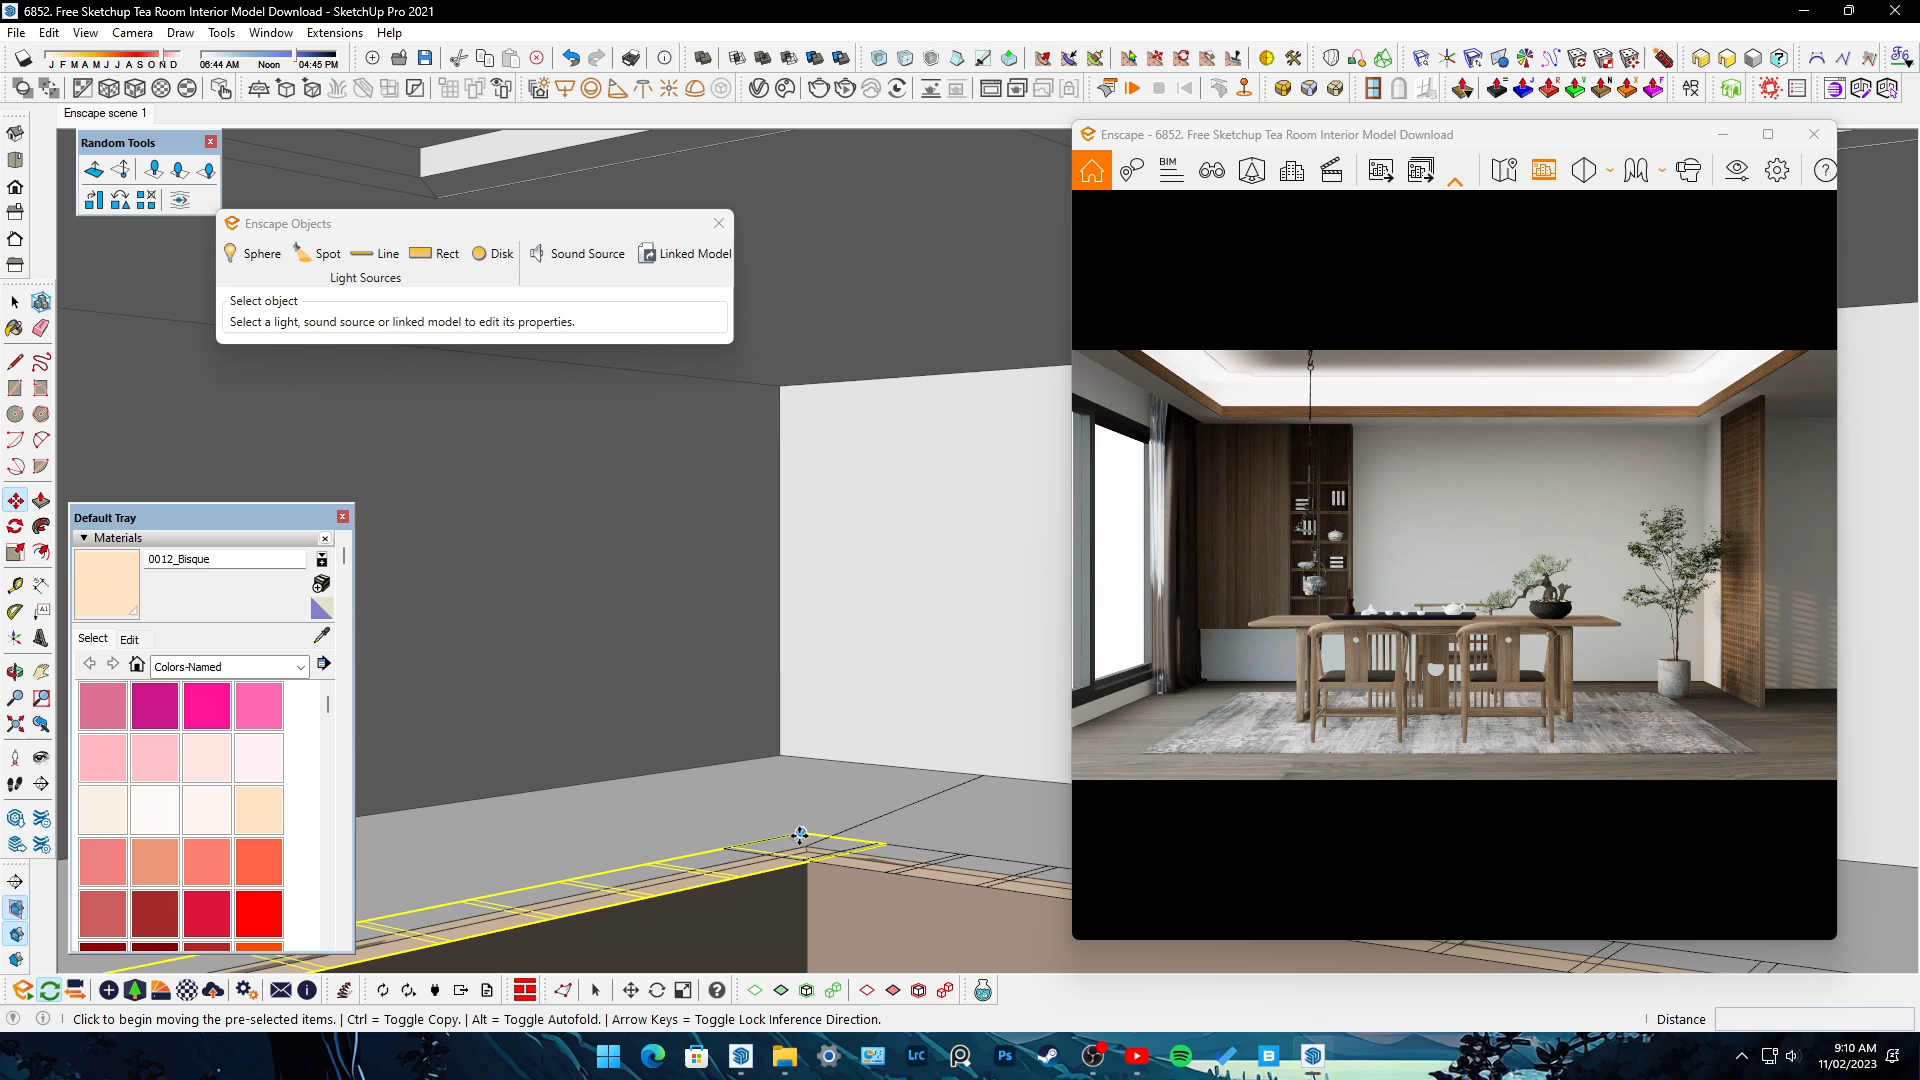 6852. Free Sketchup Tea Room Interior Model Download - SketchUp Pro 2021
File Edit View Camera Draw Tools Window Extensions Help
J F M A M J J A S O N D 06:44 AM Noon 04:45 PM
Enscape scene 1
Random Tools
Enscape - 6852. Free Sketchup Tea Room Interior Model Download
BIM
Enscape Objects
Sphere Spot Line Rect Disk Sound Source Linked Model
Light Sources
Select object
Select a light, sound source or linked model to edit its properties.
Default Tray
Materials
0012_Bisque
Select Edit
Colors-Named
Click to begin moving the pre-selected items. | Ctrl = Toggle Copy. | Alt = Toggle Autofold. | Arrow Keys = Toggle Lock Inference Direction.
Distance
LrC Ps B
9:10 AM
11/02/2023